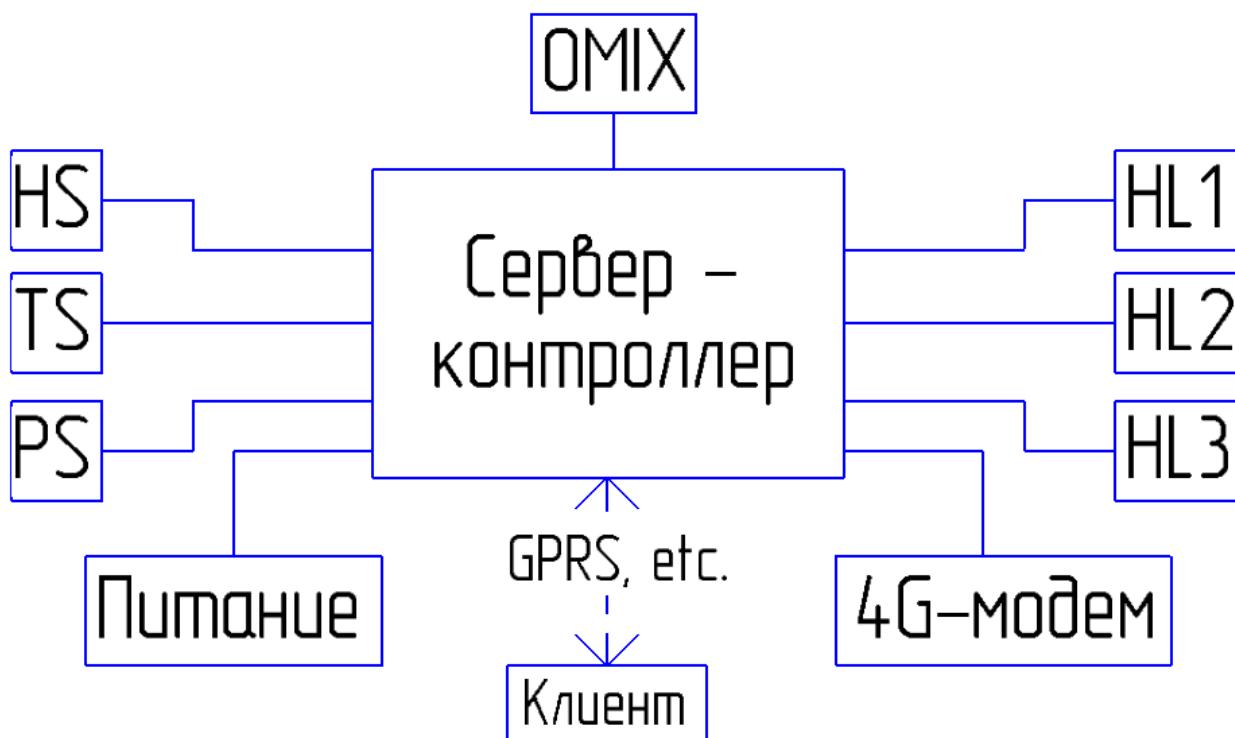 OMIX
HS
HL1
Сервер –
контроллер
TS
HL2
PS
HL3
GPRS, etc.
Питание
4G-модем
Клиент